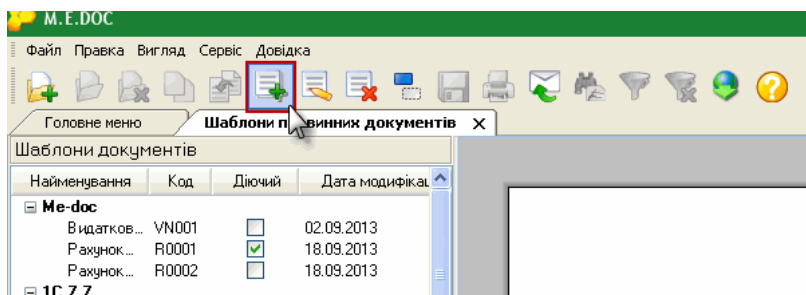 M.E.DOC
Файл Правка Вигляд Сервіс Довідка
Головне меню Шаблони п винних документів X
Шаблони документів
Найменування Код Діючий Дата модифікац
Me-doc
Видатков... VN001 02.09.2013
Рахунок... R0001 18.09.2013
Рахунок... R0002 18.09.2013
1С 7.7